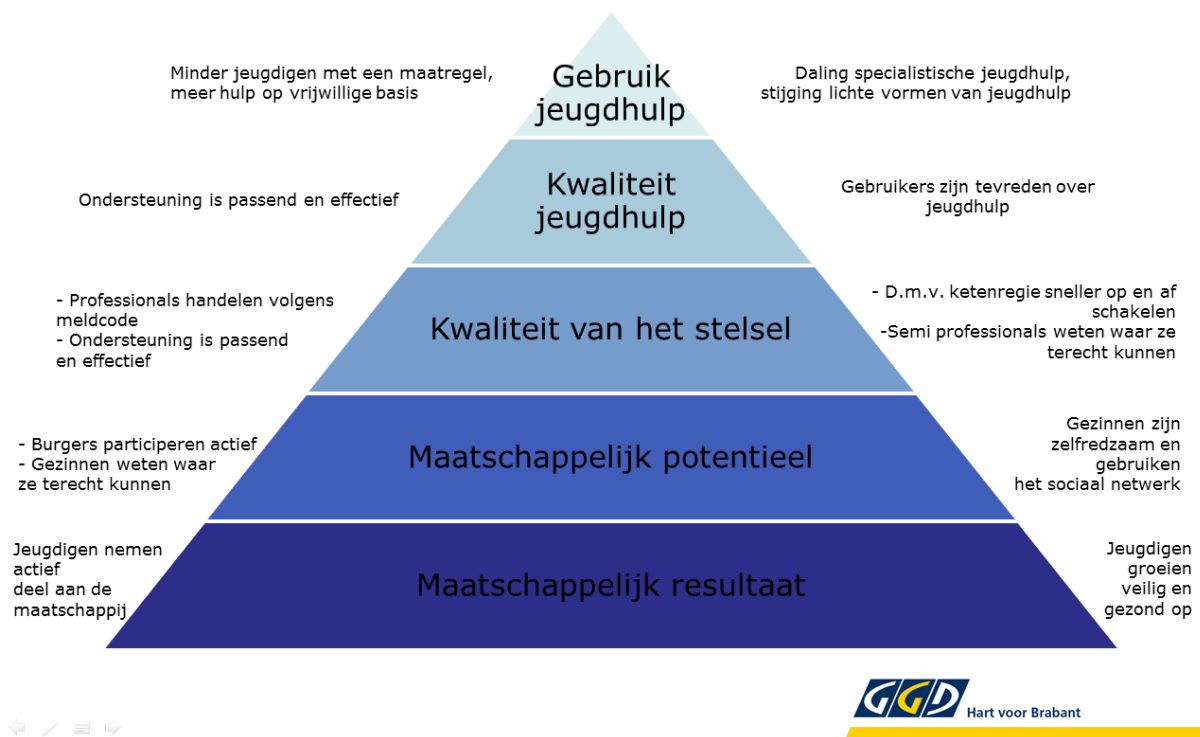 Minder jeugdigen met een maatregel,
meer hulp op vrijwillige basis
Gebruik
jeugdhulp
Daling specialistische jeugdhulp,
stijging lichte vormen van jeugdhulp
Ondersteuning is passend en effectief
Kwaliteit
jeugdhulp
Gebruikers zijn tevreden over
jeugdhulp
- Professionals handelen volgens
meldcode
- Ondersteuning is passend
en effectief
Kwaliteit van het stelsel
- D.m.v. ketenregie sneller op en af
schakelen
-Semi professionals weten waar ze
terecht kunnen
- Burgers participeren actief
- Gezinnen weten waar
ze terecht kunnen
Maatschappelijk potentieel
Gezinnen zijn
zelfredzaam en
gebruiken
het sociaal netwerk
Jeugdigen nemen
actief
deel aan de
maatschappij
Maatschappelijk resultaat
Jeugdigen
groeien
veilig en
gezond op
GGD
Hart voor Brabant